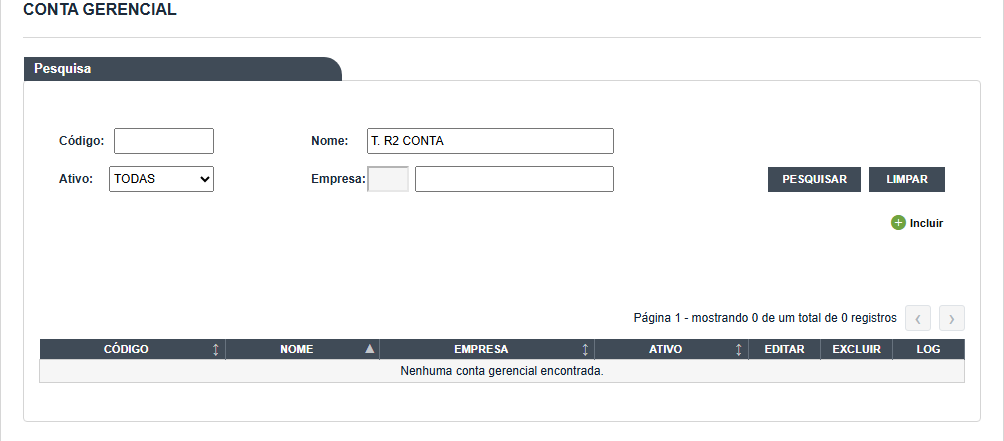 CONTA GERENCIAL
Pesquisa
Código:
Nome: T. R2 CONTA
Ativo: TODAS
Empresa:
PESQUISAR LIMPAR
Incluir
Página 1 - mostrando 0 de um total de 0 registros
CÓDIGO NOME EMPRESA ATIVO EDITAR EXCLUIR LOG
Nenhuma conta gerencial encontrada.